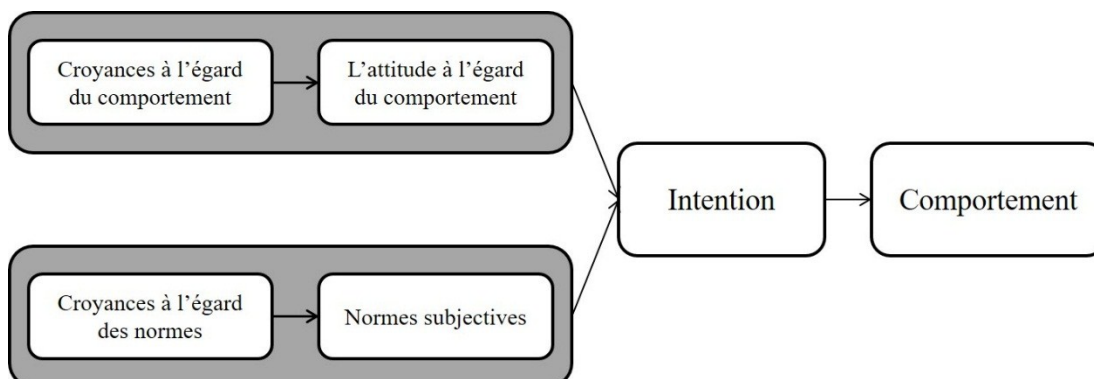 Croyances à l’égard
du comportement
L’attitude à l’égard
du comportement
Intention
Comportement
Croyances à l’égard
des normes
Normes subjectives